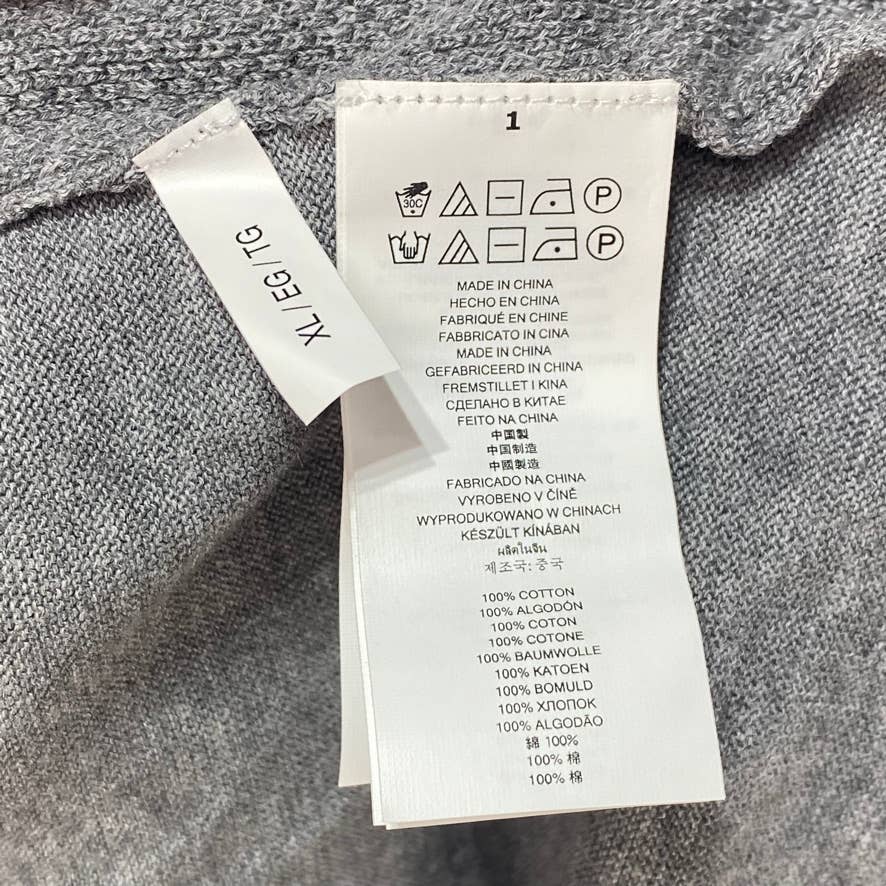 1
30C
P
P
XL/EG/TG
MADE IN CHINA
HECHO EN CHINA
FABRIQUÉ EN CHINE
FABBRICATO IN CINA
MADE IN CHINA
GEFABRICEERD IN CHINA
FREMSTILLET I KINA
СДЕЛАНО В КИТАЕ
FEITO NA CHINA
中国製
中国制造
中國製造
FABRICADO NA CHINA
VYROBENO V ČÍNĚ
WYPRODUKOWANO W CHINACH
KÉSZÜLT KÍNÁBAN
ผลิตในจีน
제조국:중국
100% COTTON
100% ALGODÓN
100% COTON
100% COTONE
100% BAUMWOLLE
100% KATOEN
100% BOMULD
100% ХЛОПОК
100% ALGODÃO
綿 100%
100% 棉
100% 棉